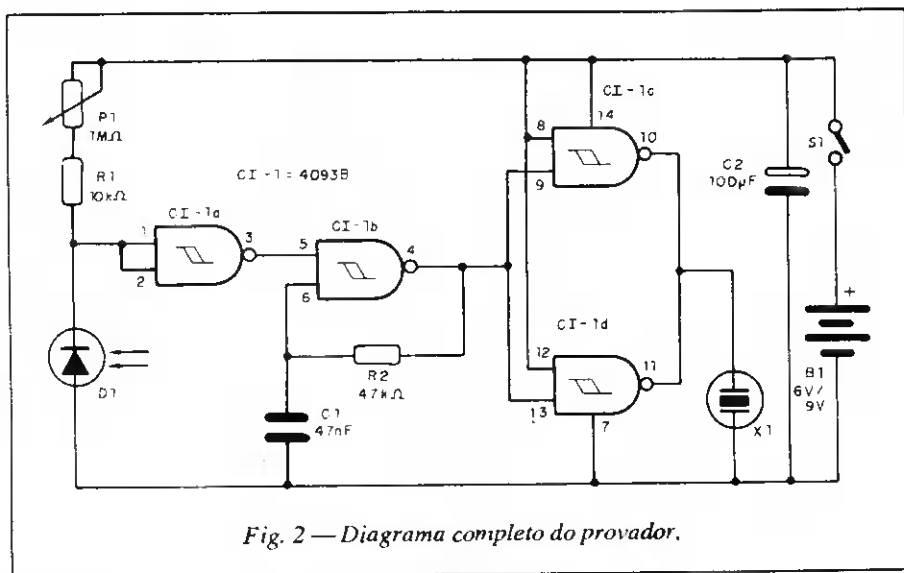 P1
1MΩ
R1
10kΩ
CI-1 = 4093B
CI-1a
1
2
3
CI-1b
5
6
4
R2
47kΩ
C1
47nF
D1
CI-1c
14
8
9
10
CI-1d
12
13
11
7
X1
C2
100µF
S1
+
B1
6V/
9V
Fig. 2 — Diagrama completo do provador.